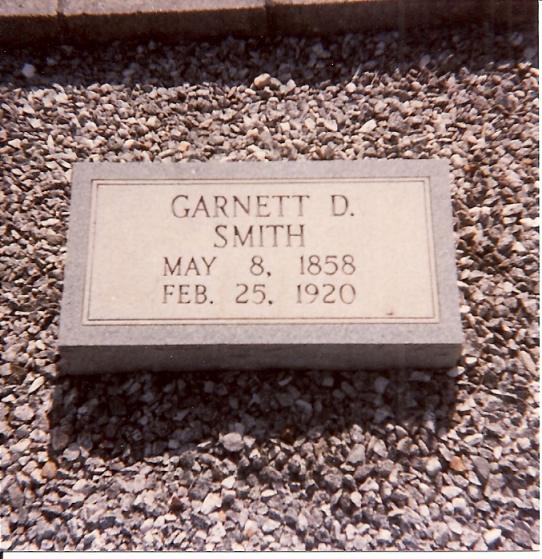 GARNETT D.
SMITH
MAY 8, 1858
FEB. 25, 1920